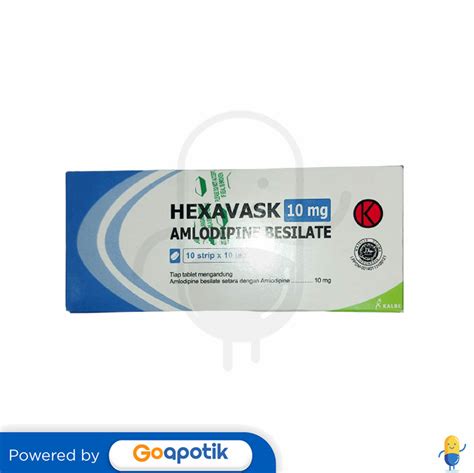 HEXAVASK 10 mg
AMLODIPINE BESILATE
10 strip x 10
Tiap tablet mengandung
Amlodipine besilate setara dengan Amlodipine 10 mg
K
KALBE
Powered by Goapotik